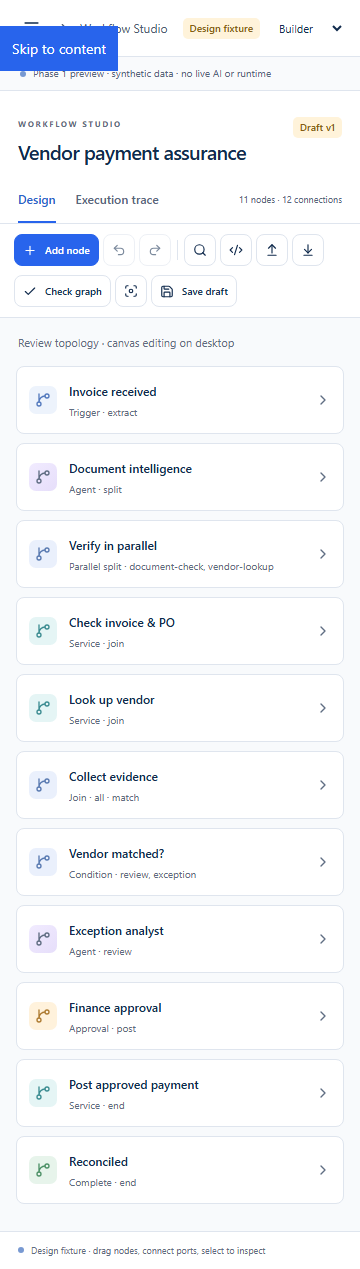 Workflow Studio
Design fixture
Builder
Skip to content
Phase 1 preview · synthetic data · no live AI or runtime
WORKFLOW STUDIO
Draft v1
Vendor payment assurance
Design
Execution trace
11 nodes · 12 connections
Add node
Check graph
Save draft
Review topology · canvas editing on desktop
Invoice received
Trigger · extract
Document intelligence
Agent · split
Verify in parallel
Parallel split · document-check, vendor-lookup
Check invoice & PO
Service · join
Look up vendor
Service · join
Collect evidence
Join · all · match
Vendor matched?
Condition · review, exception
Exception analyst
Agent · review
Finance approval
Approval · post
Post approved payment
Service · end
Reconciled
Complete · end
Design fixture · drag nodes, connect ports, select to inspect